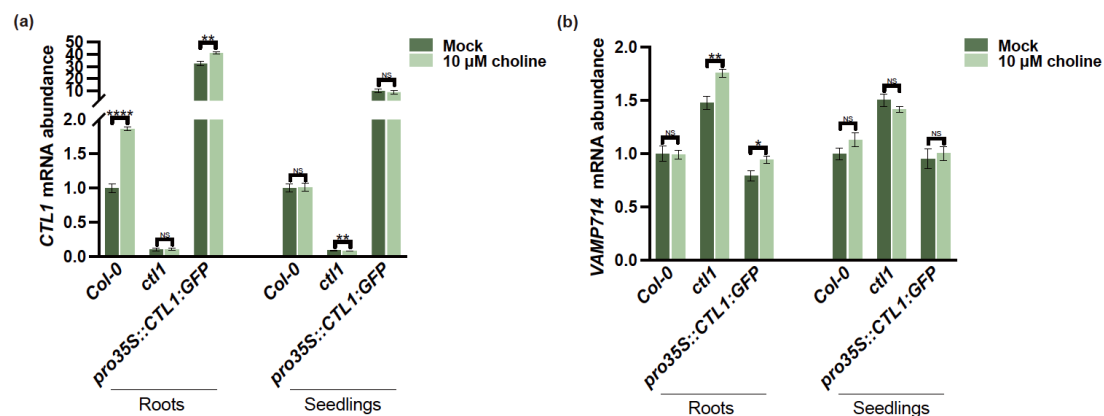 (a)
CTL1 mRNA abundance
50
40
30
20
10
2.0
1.5
1.0
0.5
0.0
****
NS
**
NS
**
NS
Mock
10 µM choline
Col-0
ctl1
pro35S::CTL1:GFP
Col-0
ctl1
pro35S::CTL1:GFP
Roots
Seedlings
(b)
VAMP714 mRNA abundance
2.0
1.5
1.0
0.5
0.0
NS
**
*
NS
NS
NS
Mock
10 µM choline
Col-0
ctl1
pro35S::CTL1:GFP
Col-0
ctl1
pro35S::CTL1:GFP
Roots
Seedlings